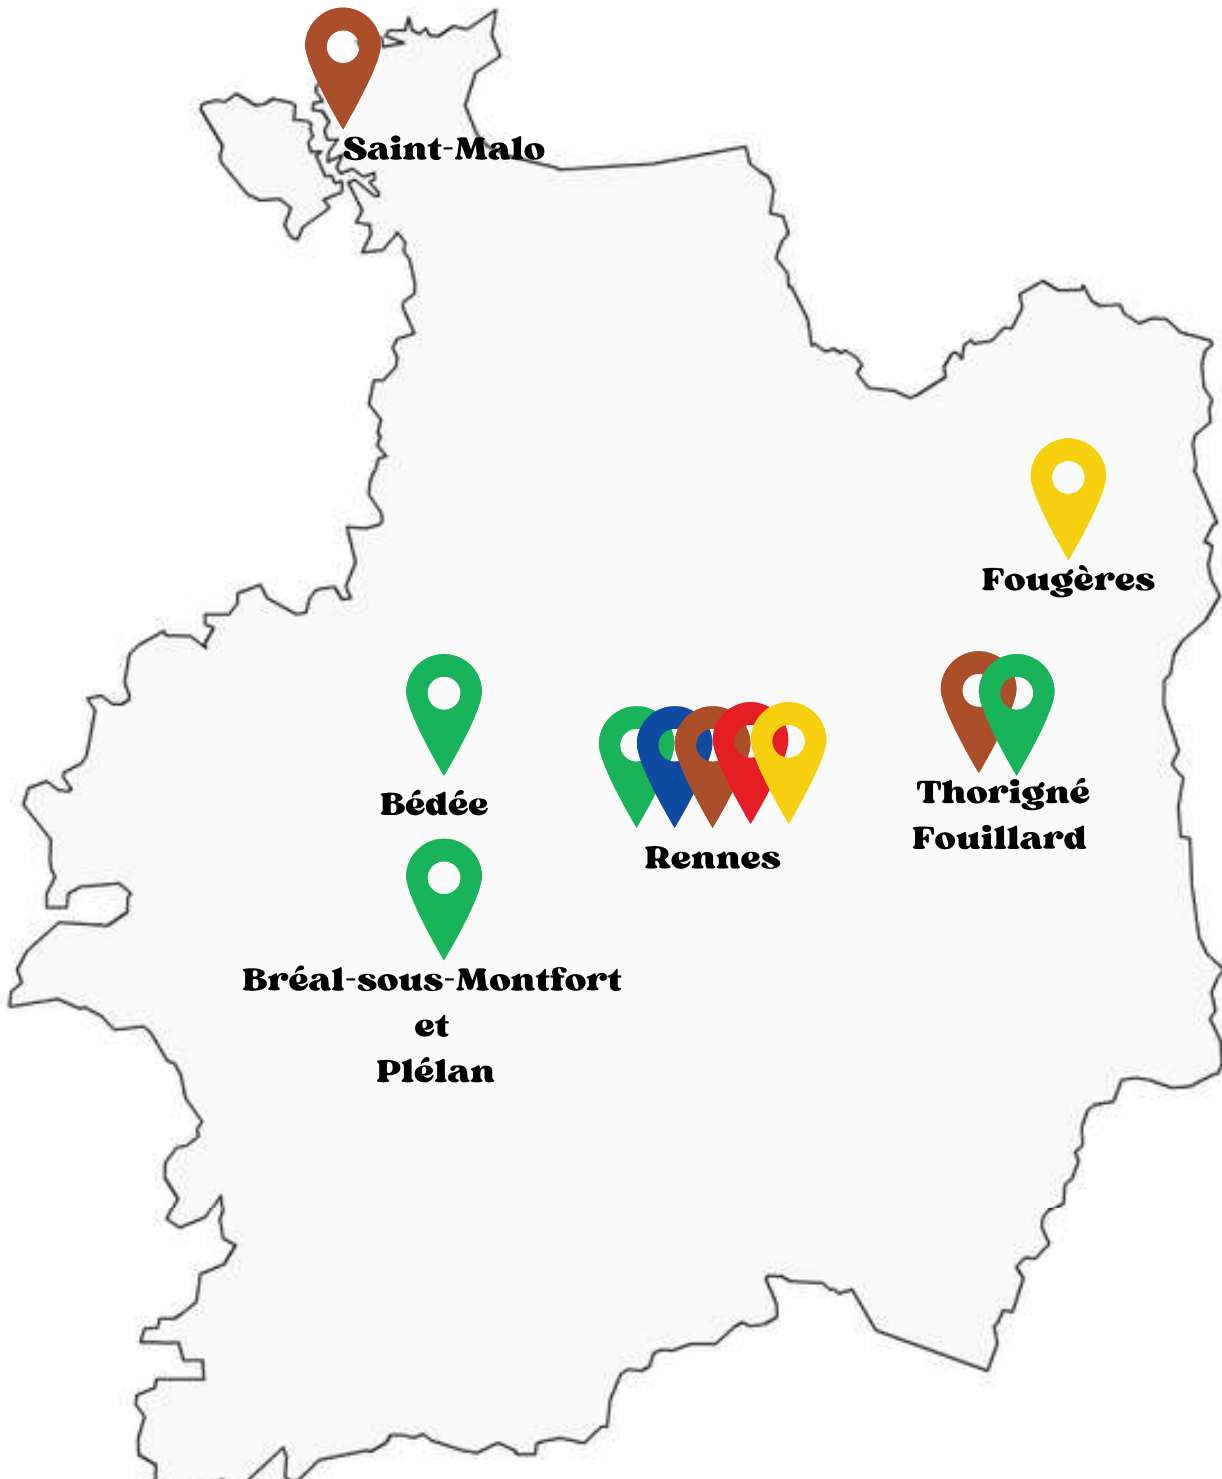 Saint-Malo
Fougères
Bédée
Rennes
Thorigné
Fouillard
Bréal-sous-Montfort
et
Plélan